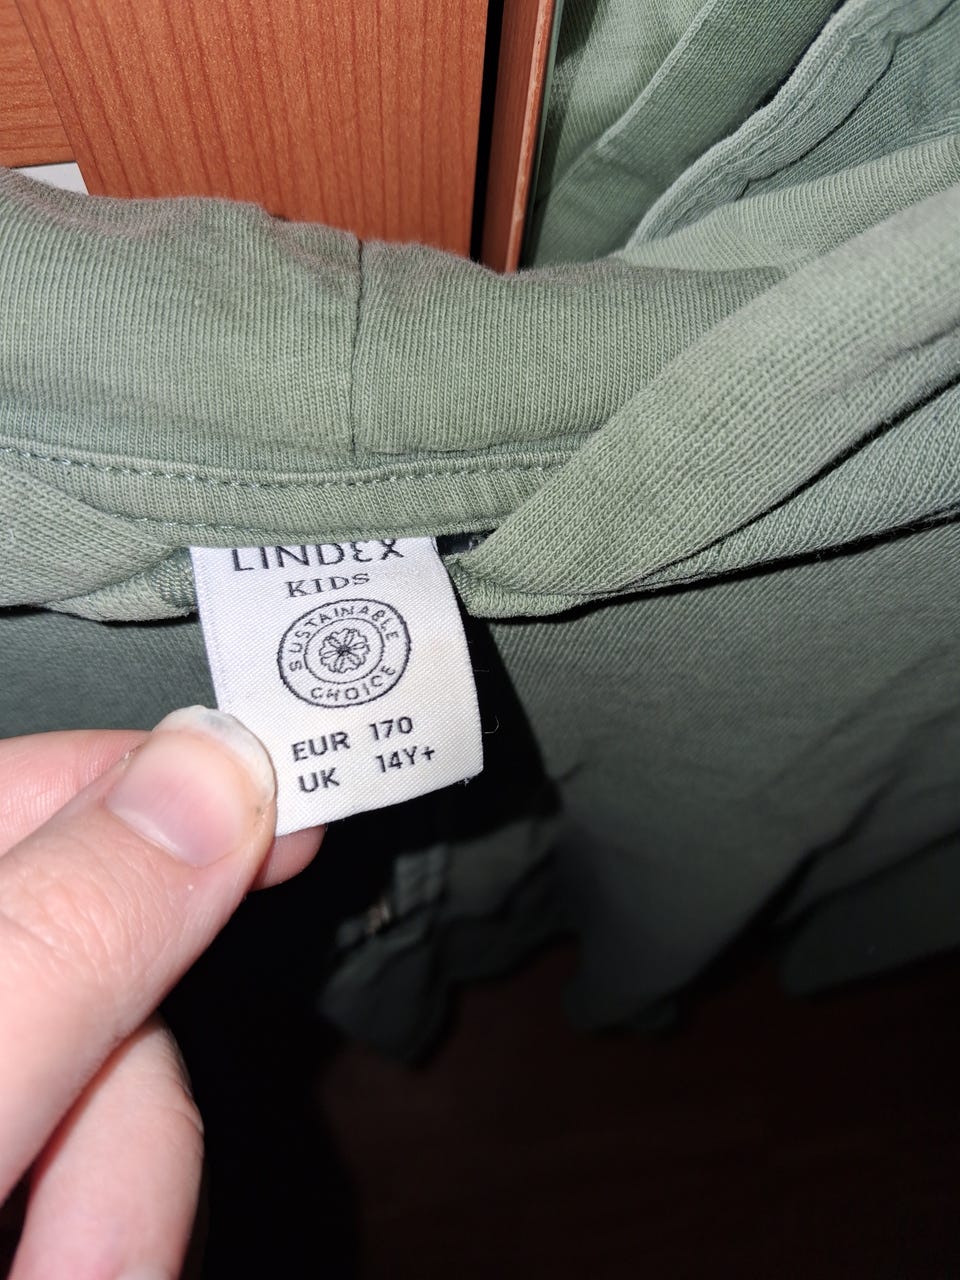 LINDEX
KIDS
SUSTAINABLE
CHOICE
EUR 170
UK 14Y+